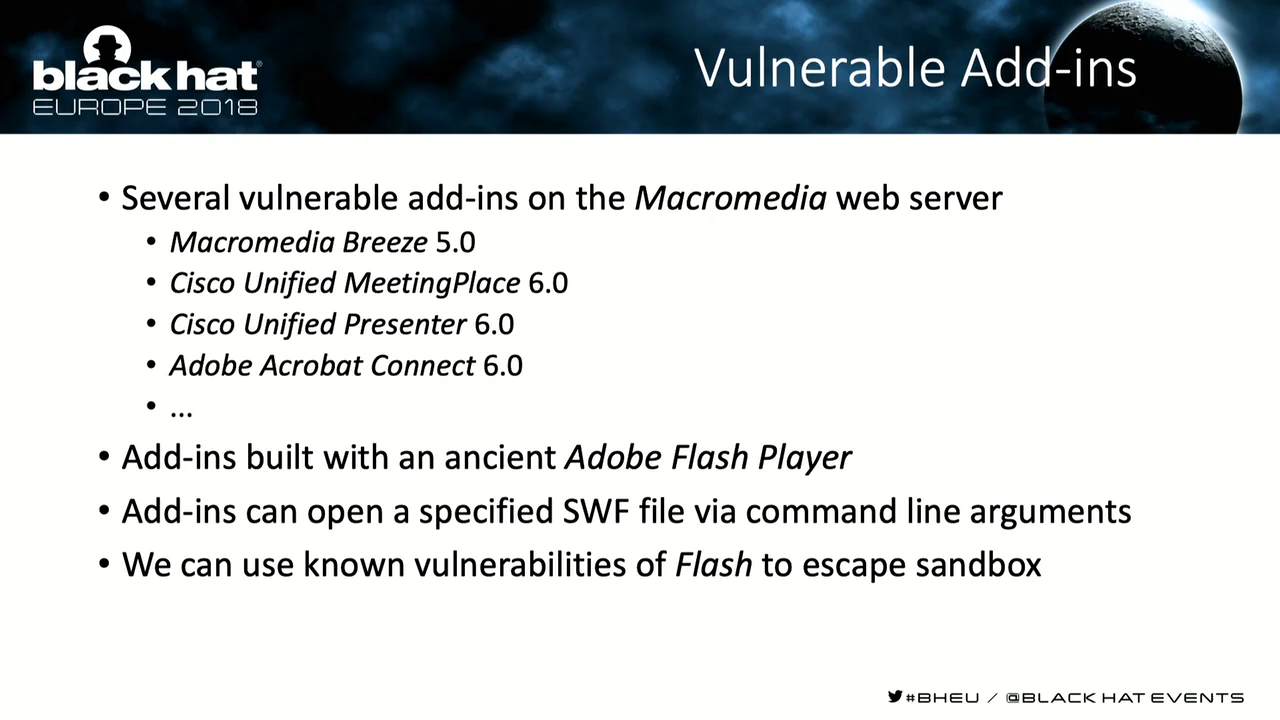 black hat®
EUROPE 2018
Vulnerable Add-ins
• Several vulnerable add-ins on the Macromedia web server
• Macromedia Breeze 5.0
• Cisco Unified MeetingPlace 6.0
• Cisco Unified Presenter 6.0
• Adobe Acrobat Connect 6.0
• ...
• Add-ins built with an ancient Adobe Flash Player
• Add-ins can open a specified SWF file via command line arguments
• We can use known vulnerabilities of Flash to escape sandbox
#BHEU / @BLACK HAT EVENTS